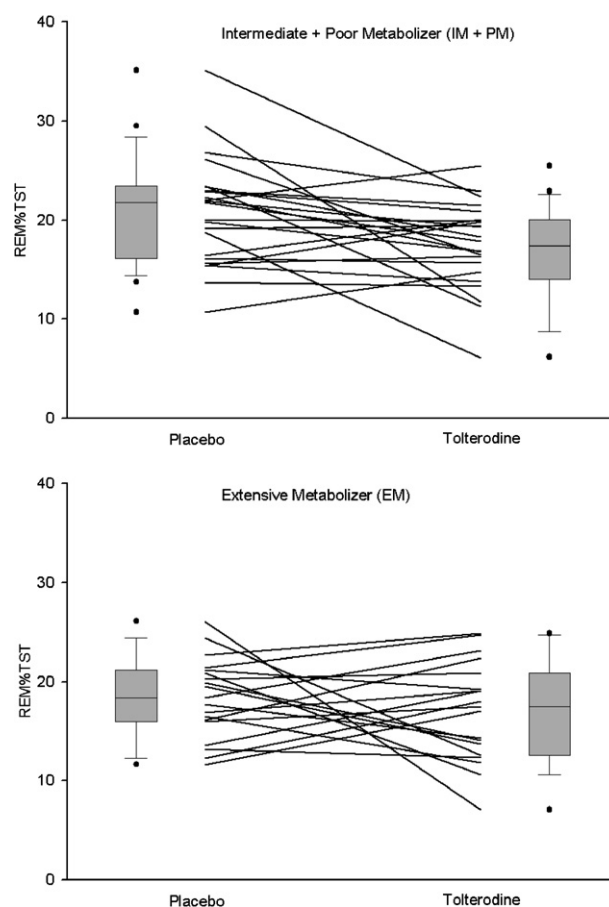 40
Intermediate + Poor Metabolizer (IM + PM)
30
REM%TST
20
10
0
Placebo
Tolterodine
40
Extensive Metabolizer (EM)
30
REM%TST
20
10
0
Placebo
Tolterodine